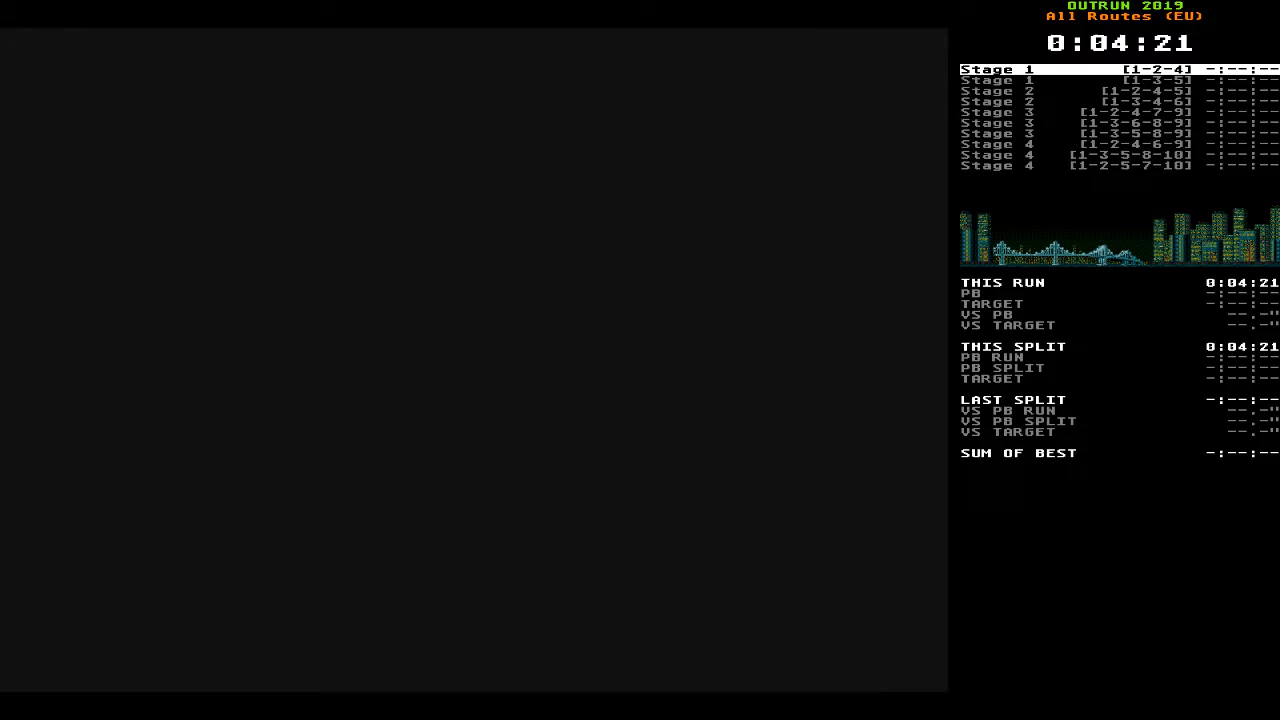 OUTRUN 2019
All Routes (EU)
0:04:21
Stage 1 [1-2-4] -:--:--
Stage 1 [1-3-5] -:--:--
Stage 2 [1-2-4-5] -:--:--
Stage 2 [1-3-4-6] -:--:--
Stage 3 [1-2-4-7-9] -:--:--
Stage 3 [1-3-6-8-9] -:--:--
Stage 3 [1-3-5-8-9] -:--:--
Stage 4 [1-2-4-6-9] -:--:--
Stage 4 [1-3-5-8-10] -:--:--
Stage 4 [1-2-5-7-10] -:--:--
THIS RUN 0:04:21
PB -:--:--
TARGET -:--:--
VS PB --.-"
VS TARGET --.-"
THIS SPLIT 0:04:21
PB RUN -:--:--
PB SPLIT -:--:--
TARGET -:--:--
LAST SPLIT -:--:--
VS PB RUN --.-"
VS PB SPLIT --.-"
VS TARGET --.-"
SUM OF BEST -:--:--